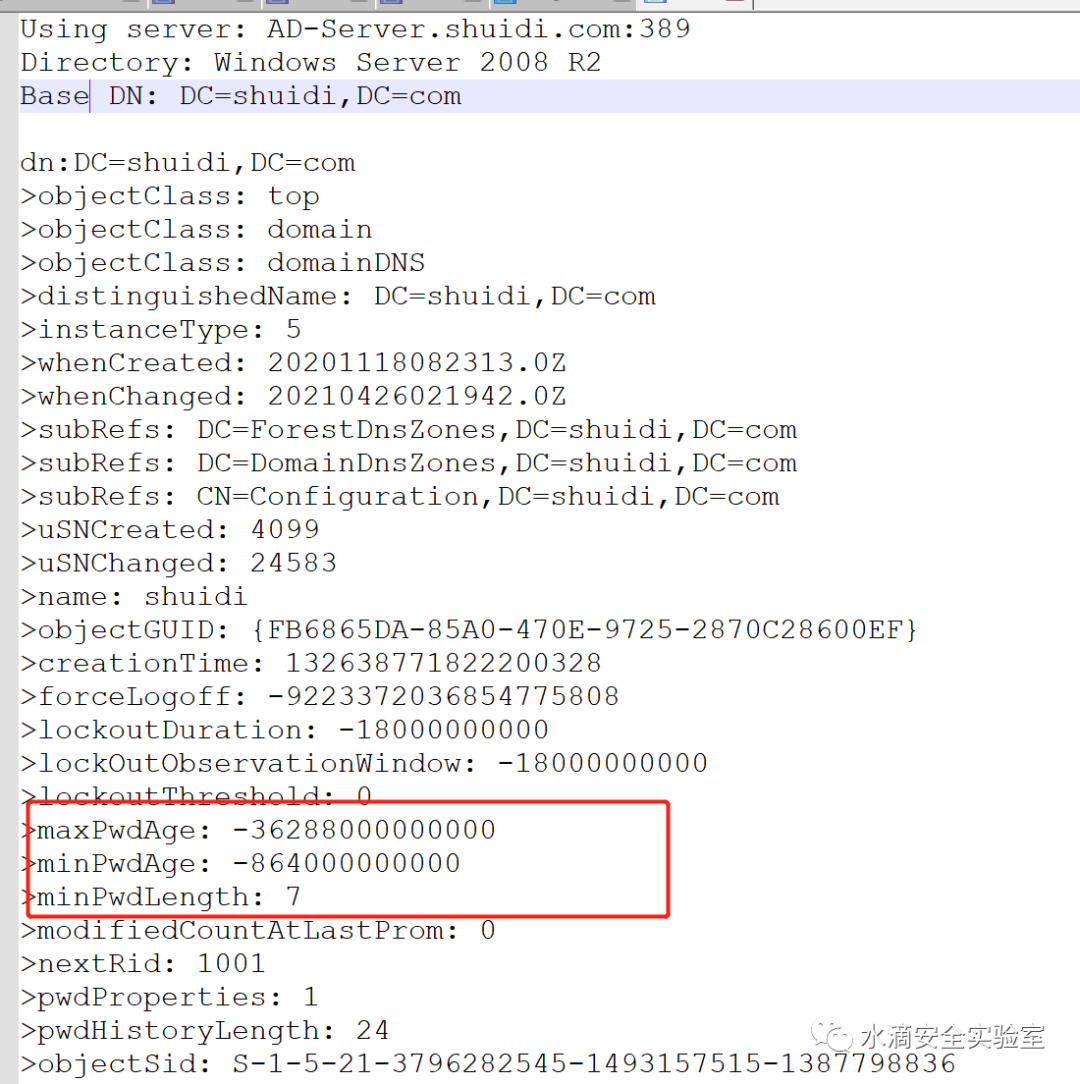 Using server: AD-Server.shuidi.com:389
Directory: Windows Server 2008 R2
Base DN: DC=shuidi,DC=com
dn:DC=shuidi,DC=com
>objectClass: top
>objectClass: domain
>objectClass: domainDNS
>distinguishedName: DC=shuidi,DC=com
>instanceType: 5
>whenCreated: 20201118082313.0Z
>whenChanged: 20210426021942.0Z
>subRefs: DC=ForestDnsZones,DC=shuidi,DC=com
>subRefs: DC=DomainDnsZones,DC=shuidi,DC=com
>subRefs: CN=Configuration,DC=shuidi,DC=com
>uSNCreated: 4099
>uSNChanged: 24583
>name: shuidi
>objectGUID: {FB6865DA-85A0-470E-9725-2870C28600EF}
>creationTime: 132638771822200328
>forceLogoff: -9223372036854775808
>lockoutDuration: -18000000000
>lockOutObservationWindow: -18000000000
>lockoutThreshold: 0
>maxPwdAge: -36288000000000
>minPwdAge: -864000000000
>minPwdLength: 7
>modifiedCountAtLastProm: 0
>nextRid: 1001
>pwdProperties: 1
>pwdHistoryLength: 24
>objectSid: S-1-5-21-3796282545-1493157515-1387798836
水滴安全实验室